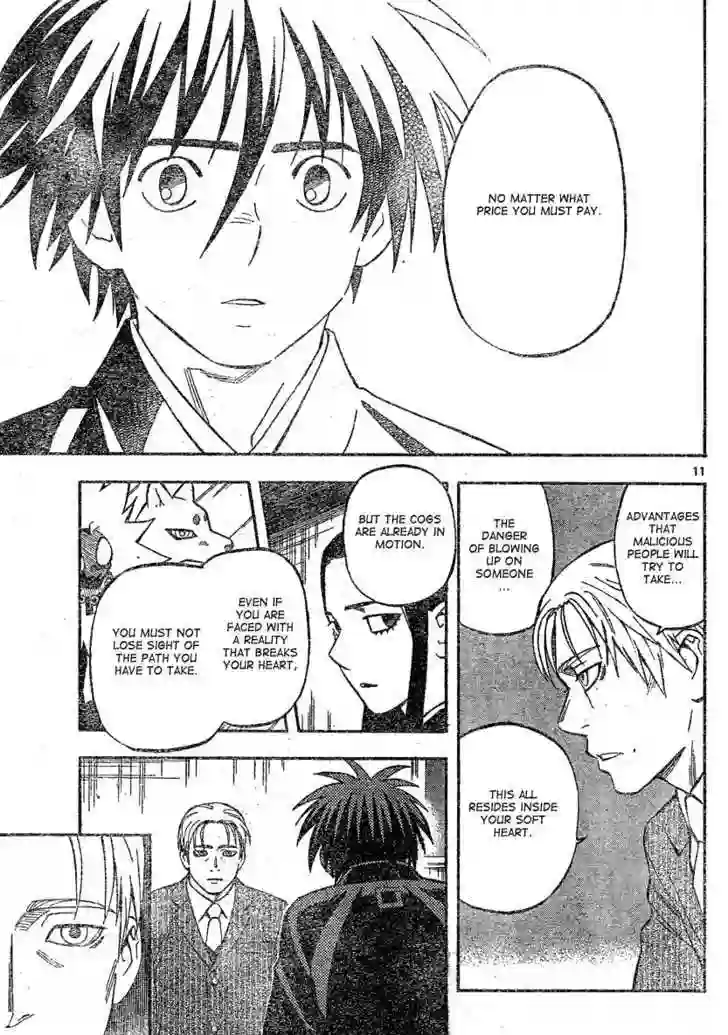 NO MATTER WHAT
PRICE YOU MUST PAY.
11
ADVANTAGES
THAT
MALICIOUS
PEOPLE WILL
TRY TO
TAKE...
THE
DANGER
OF BLOWING
UP ON
SOMEONE
...
THIS ALL
RESIDES INSIDE
YOUR SOFT
HEART.
BUT THE COGS
ARE ALREADY IN
MOTION.
EVEN IF
YOU ARE
FACED WITH
A REALITY
THAT BREAKS
YOUR HEART,
YOU MUST NOT
LOSE SIGHT OF
THE PATH YOU
HAVE TO TAKE.